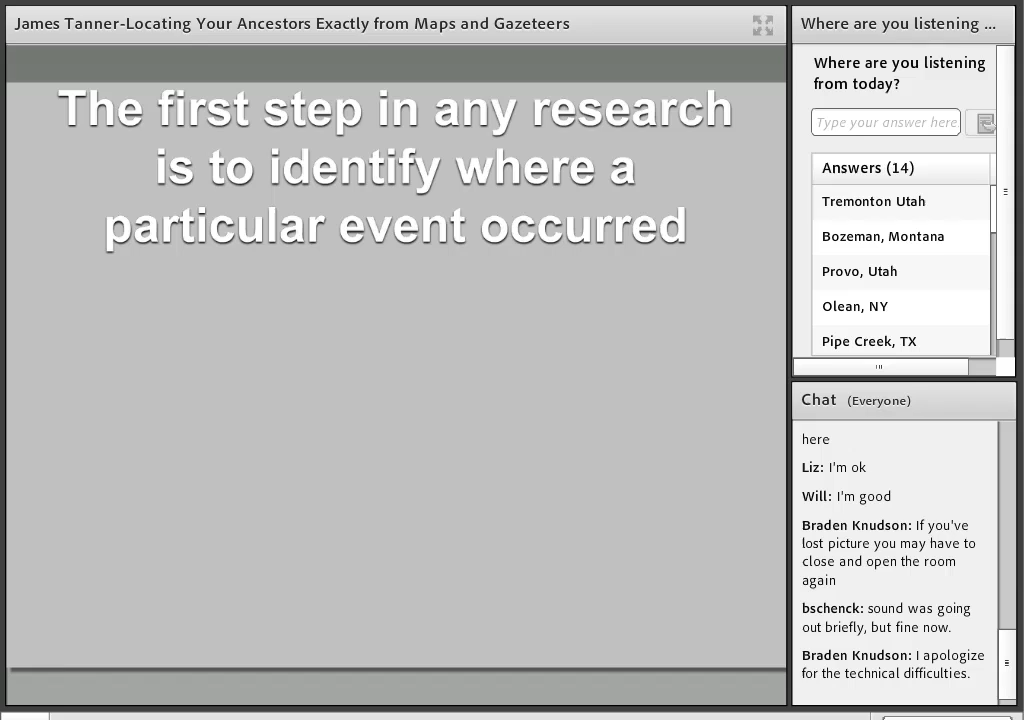 James Tanner-Locating Your Ancestors Exactly from Maps and Gazeteers
The first step in any research
is to identify where a
particular event occurred
Where are you listening ...
Where are you listening
from today?
Type your answer here
Answers (14)
Tremonton Utah
Bozeman, Montana
Provo, Utah
Olean, NY
Pipe Creek, TX
Chat (Everyone)
here
Liz: I'm ok
Will: I'm good
Braden Knudson: If you've
lost picture you may have to
close and open the room
again
bschenck: sound was going
out briefly, but fine now.
Braden Knudson: I apologize
for the technical difficulties.